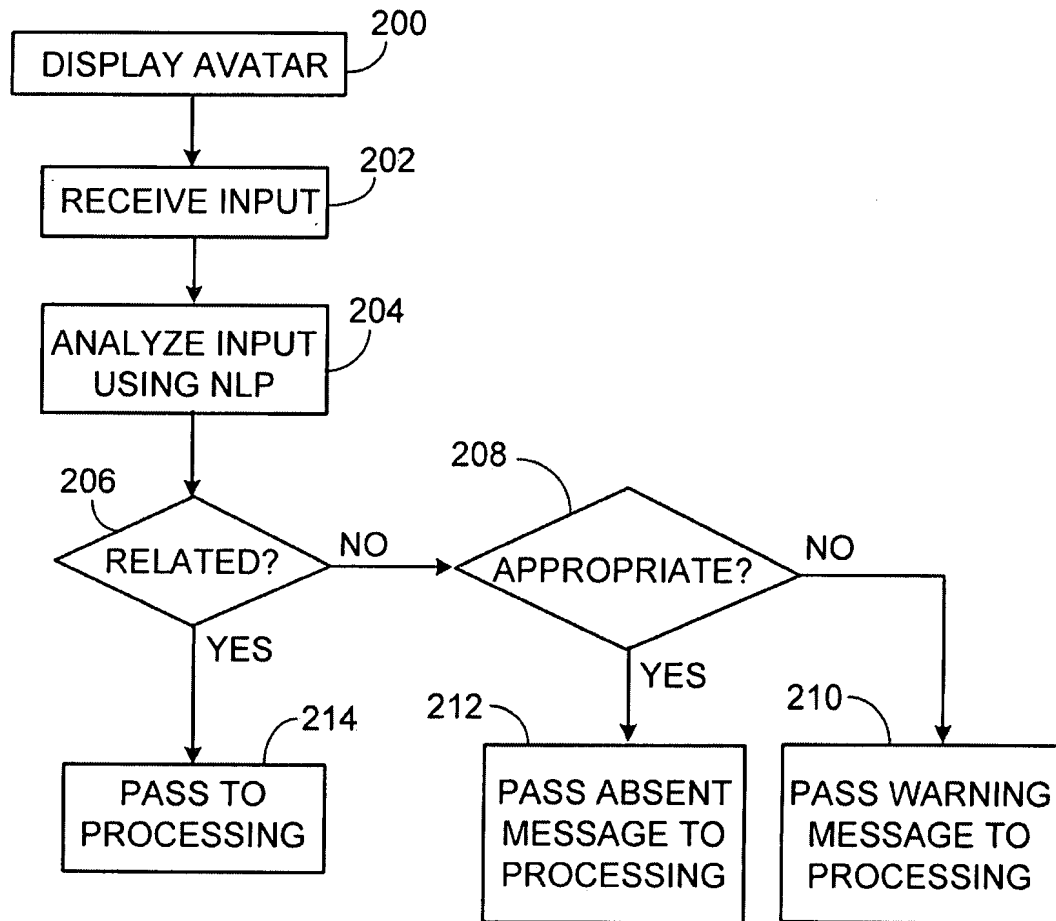 200
DISPLAY AVATAR
202
RECEIVE INPUT
204
ANALYZE INPUT
USING NLP
206
RELATED?
NO
208
APPROPRIATE?
NO
YES
YES
214
PASS TO
PROCESSING
212
PASS ABSENT
MESSAGE TO
PROCESSING
210
PASS WARNING
MESSAGE TO
PROCESSING